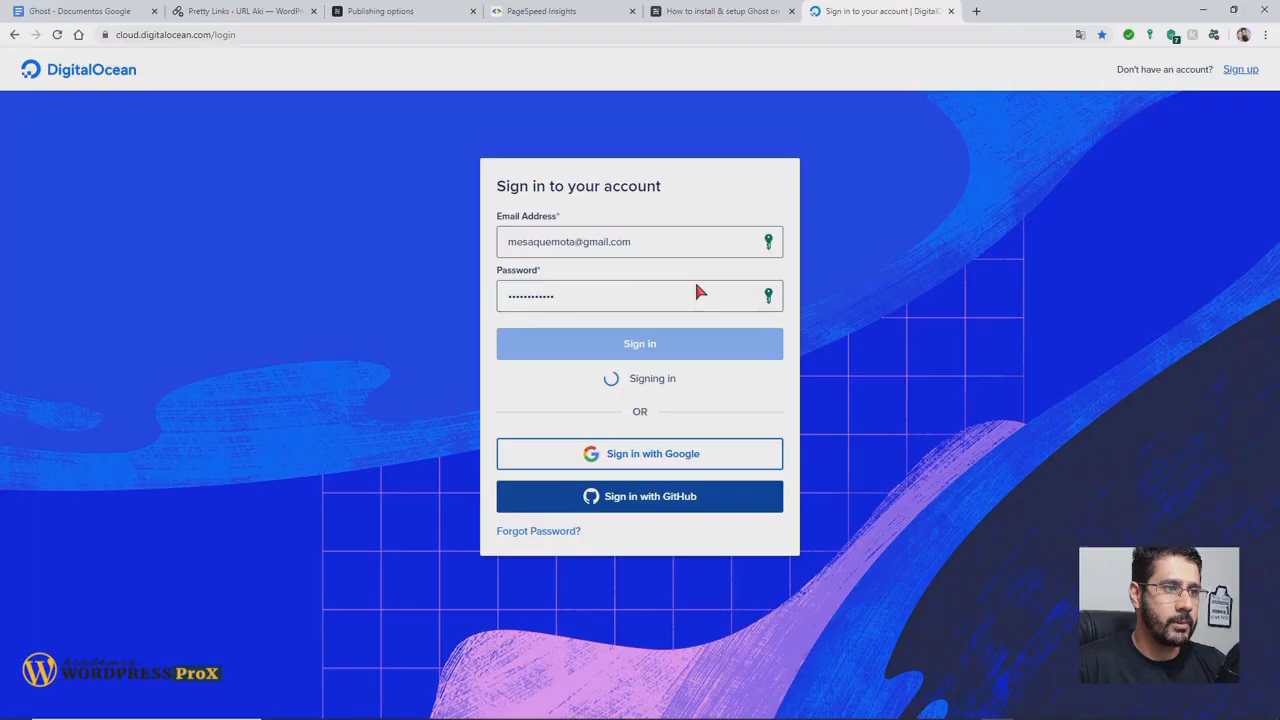 Ghost - Documentos Google
Pretty Links ‹ URL Aki — WordPr
Publishing options
PageSpeed Insights
How to install & setup Ghost on
Sign in to your account | DigitalO
cloud.digitalocean.com/login
7
DigitalOcean
Don't have an account? Sign up
Sign in to your account
Email Address*
mesaquemota@gmail.com
Password*
••••••••••••
Sign in
Signing in
OR
Sign in with Google
Sign in with GitHub
Forgot Password?
Academia
WORDPRESS ProX